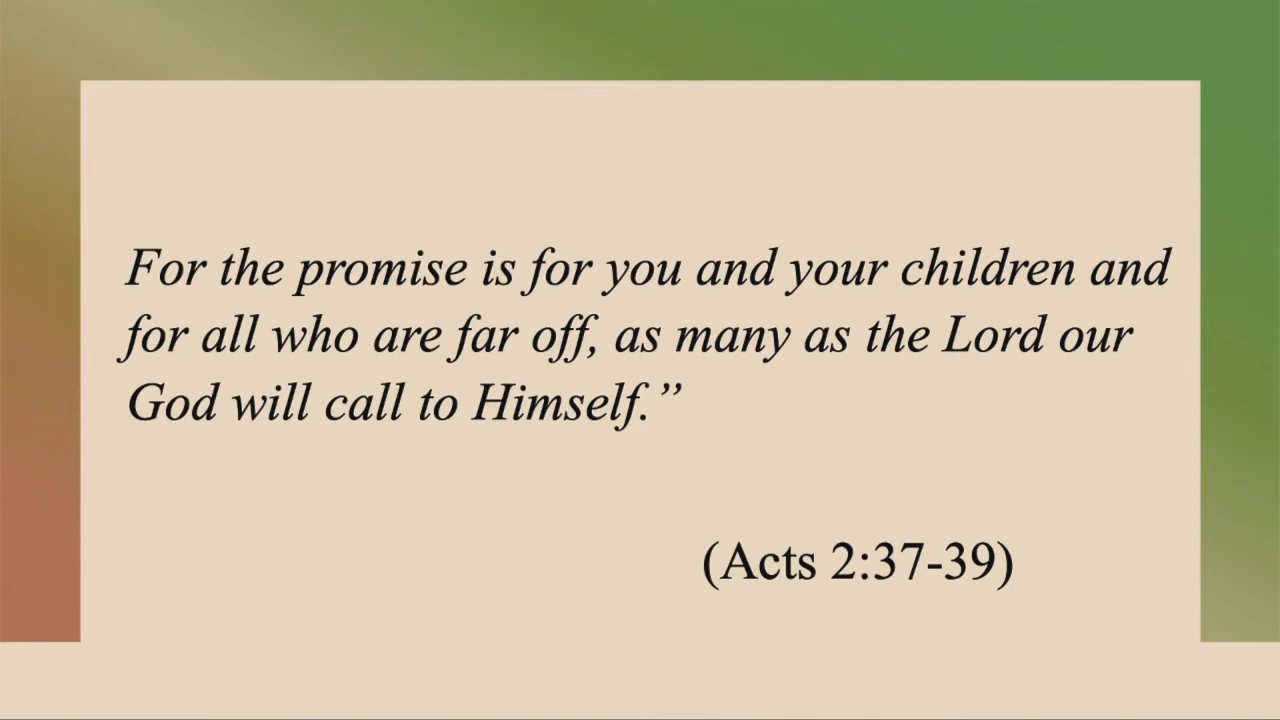 For the promise is for you and your children and
for all who are far off, as many as the Lord our
God will call to Himself.”
(Acts 2:37-39)